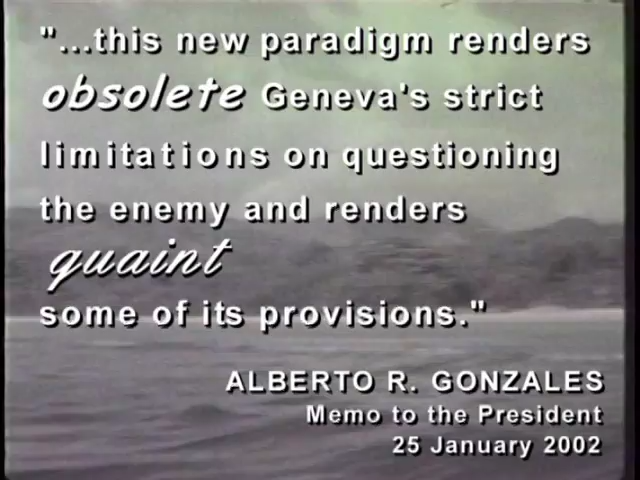 "...this new paradigm renders
obsolete Geneva's strict
limitations on questioning
the enemy and renders
quaint
some of its provisions."
ALBERTO R. GONZALES
Memo to the President
25 January 2002